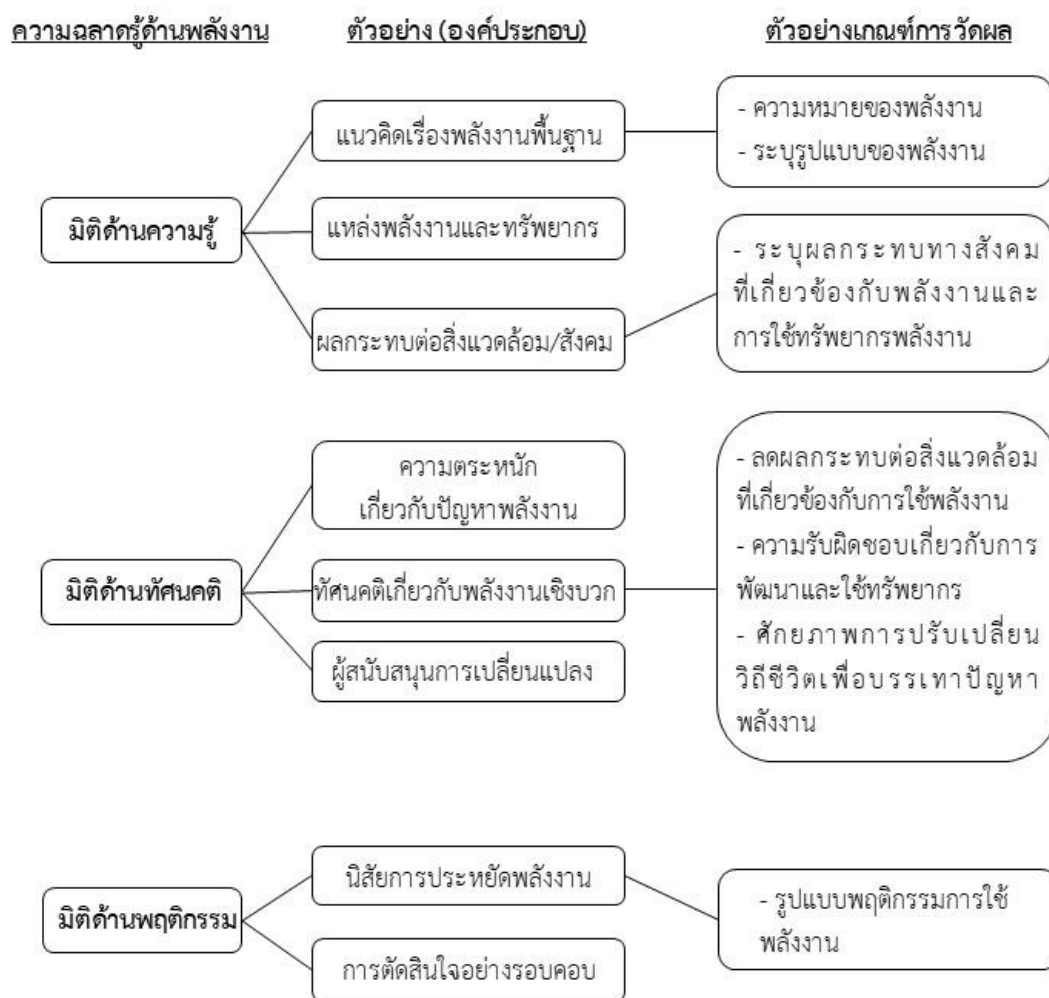 ความฉลาดรู้ด้านพลังงาน
ตัวอย่าง (องค์ประกอบ)
ตัวอย่างเกณฑ์การวัดผล
มิติด้านความรู้
แนวคิดเรื่องพลังงานพื้นฐาน
- ความหมายของพลังงาน
- ระบุรูปแบบของพลังงาน
แหล่งพลังงานและทรัพยากร
ผลกระทบต่อสิ่งแวดล้อม/สังคม
- ระบุผลกระทบทางสังคม
ที่เกี่ยวข้องกับพลังงานและ
การใช้ทรัพยากรพลังงาน
มิติด้านทัศนคติ
ความตระหนัก
เกี่ยวกับปัญหาพลังงาน
ทัศนคติเกี่ยวกับพลังงานเชิงบวก
ผู้สนับสนุนการเปลี่ยนแปลง
- ลดผลกระทบต่อสิ่งแวดล้อม
ที่เกี่ยวข้องกับการใช้พลังงาน
- ความรับผิดชอบเกี่ยวกับการ
พัฒนาและใช้ทรัพยากร
- ศักยภาพการปรับเปลี่ยน
วิถีชีวิตเพื่อบรรเทาปัญหา
พลังงาน
มิติด้านพฤติกรรม
นิสัยการประหยัดพลังงาน
การตัดสินใจอย่างรอบคอบ
- รูปแบบพฤติกรรมการใช้
พลังงาน